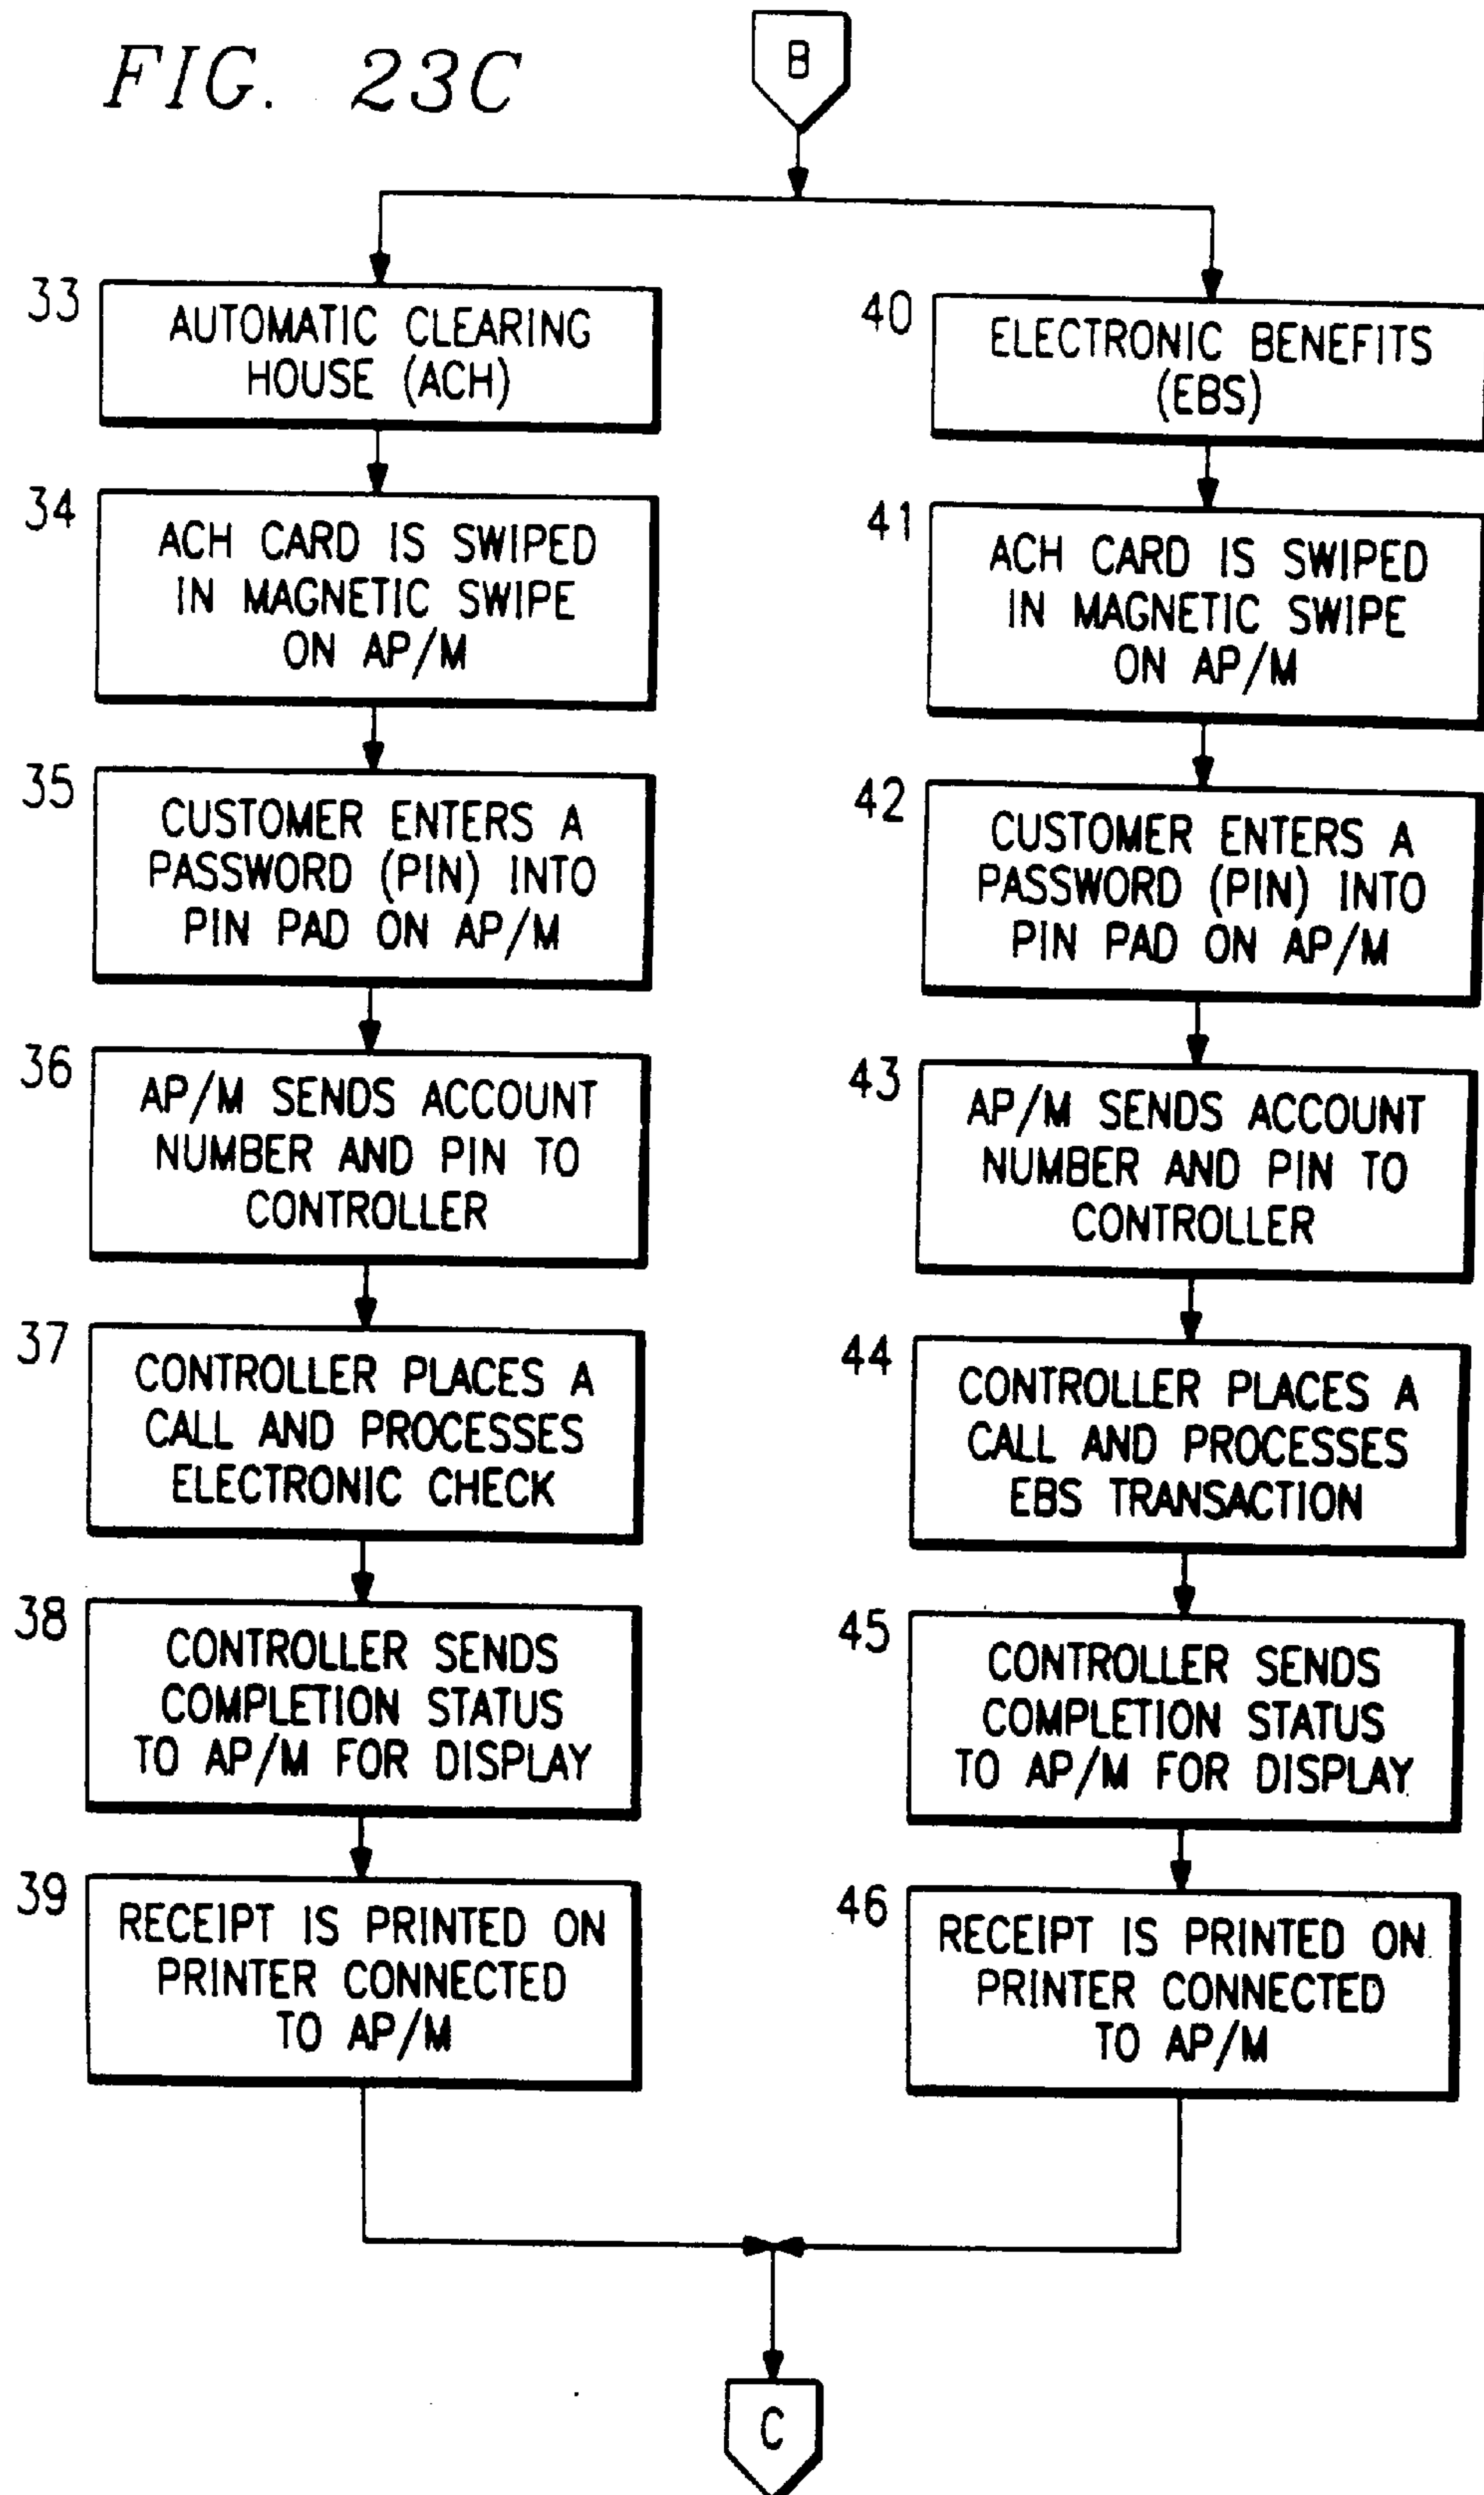 FIG. 23C
B
33
AUTOMATIC CLEARING
HOUSE (ACH)
34
ACH CARD IS SWIPED
IN MAGNETIC SWIPE
ON AP/M
35
CUSTOMER ENTERS A
PASSWORD (PIN) INTO
PIN PAD ON AP/M
36
AP/M SENDS ACCOUNT
NUMBER AND PIN TO
CONTROLLER
37
CONTROLLER PLACES A
CALL AND PROCESSES
ELECTRONIC CHECK
38
CONTROLLER SENDS
COMPLETION STATUS
TO AP/M FOR DISPLAY
39
RECEIPT IS PRINTED ON
PRINTER CONNECTED
TO AP/M
40
ELECTRONIC BENEFITS
(EBS)
41
ACH CARD IS SWIPED
IN MAGNETIC SWIPE
ON AP/M
42
CUSTOMER ENTERS A
PASSWORD (PIN) INTO
PIN PAD ON AP/M
43
AP/M SENDS ACCOUNT
NUMBER AND PIN TO
CONTROLLER
44
CONTROLLER PLACES A
CALL AND PROCESSES
EBS TRANSACTION
45
CONTROLLER SENDS
COMPLETION STATUS
TO AP/M FOR DISPLAY
46
RECEIPT IS PRINTED ON
PRINTER CONNECTED
TO AP/M
C